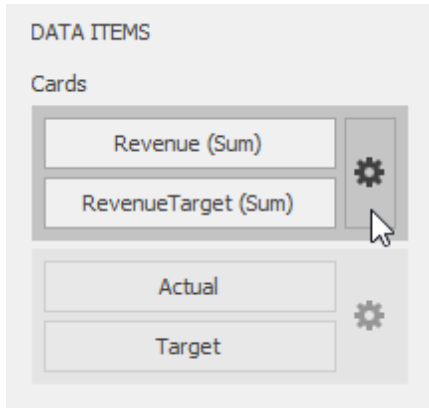 DATA ITEMS
Cards
Revenue (Sum)
RevenueTarget (Sum)
Actual
Target